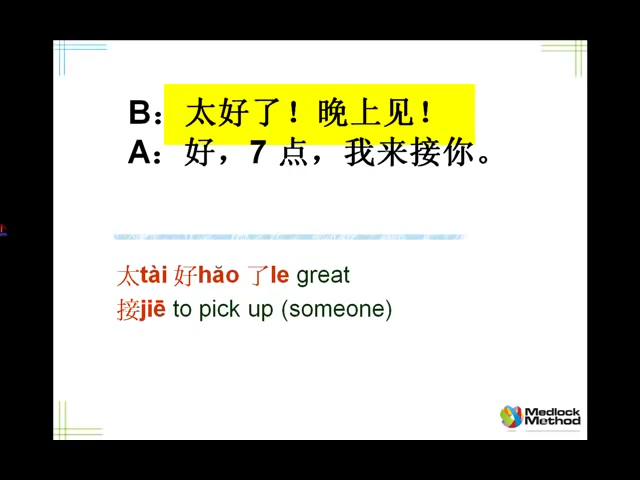 B：太好了！晚上见！
A：好，7 点，我来接你。
太tài 好hǎo 了le great
接jiē to pick up (someone)
Medlock
Method